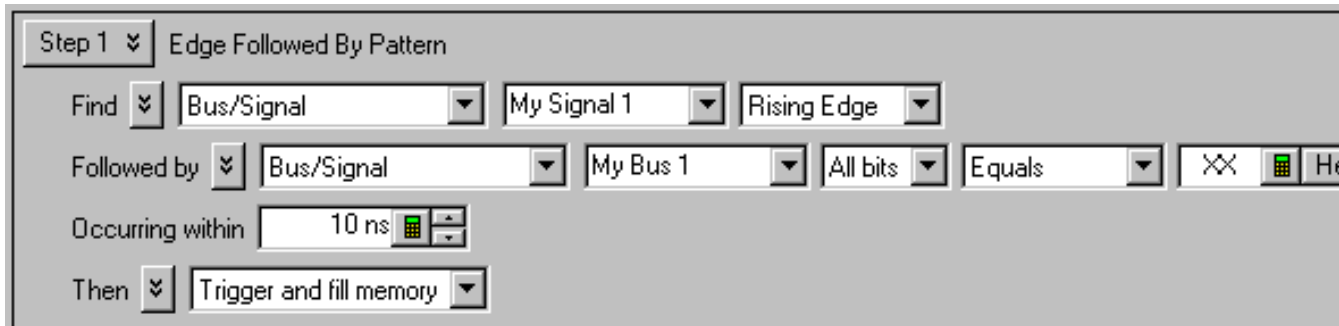 Step 1 Edge Followed By Pattern
Find Bus/Signal My Signal 1 Rising Edge
Followed by Bus/Signal My Bus 1 All bits Equals XX He
Occurring within 10 ns
Then Trigger and fill memory